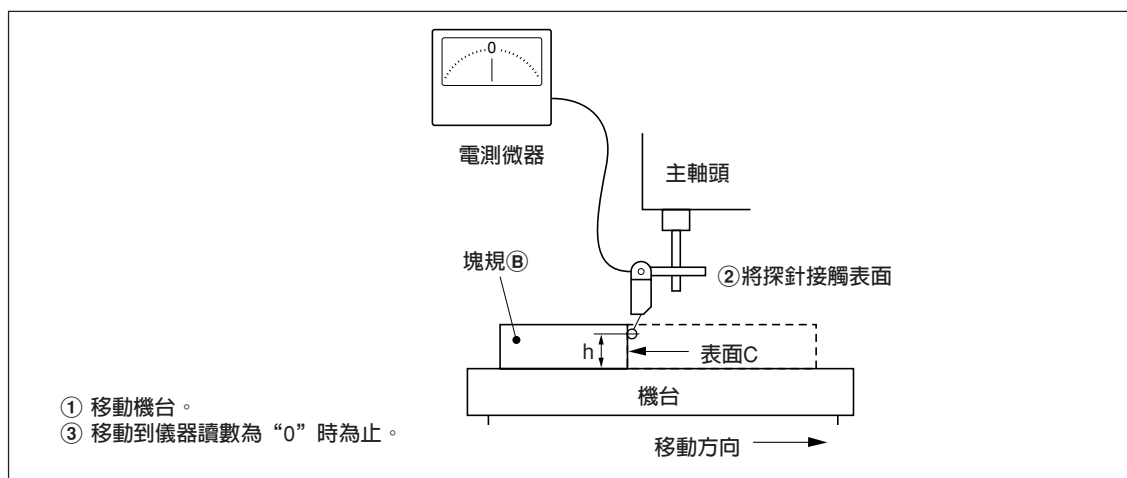 0
電測微器
主軸頭
塊規Ⓑ
②將探針接觸表面
h
表面C
機台
① 移動機台。
③ 移動到儀器讀數為“0”時為止。
移動方向